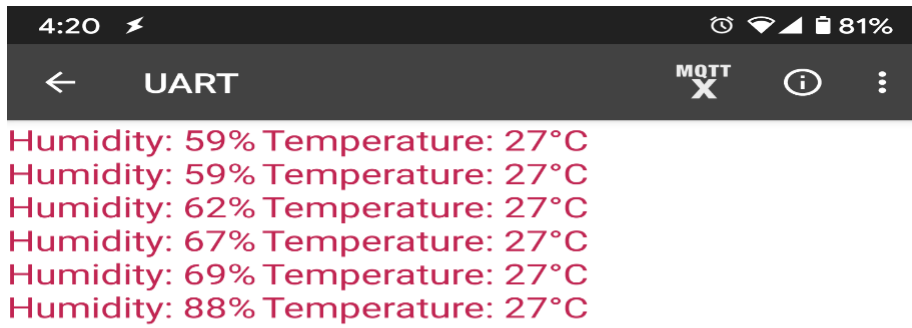 4:20 81%
UART MQTT X
Humidity: 59% Temperature: 27°C
Humidity: 59% Temperature: 27°C
Humidity: 62% Temperature: 27°C
Humidity: 67% Temperature: 27°C
Humidity: 69% Temperature: 27°C
Humidity: 88% Temperature: 27°C